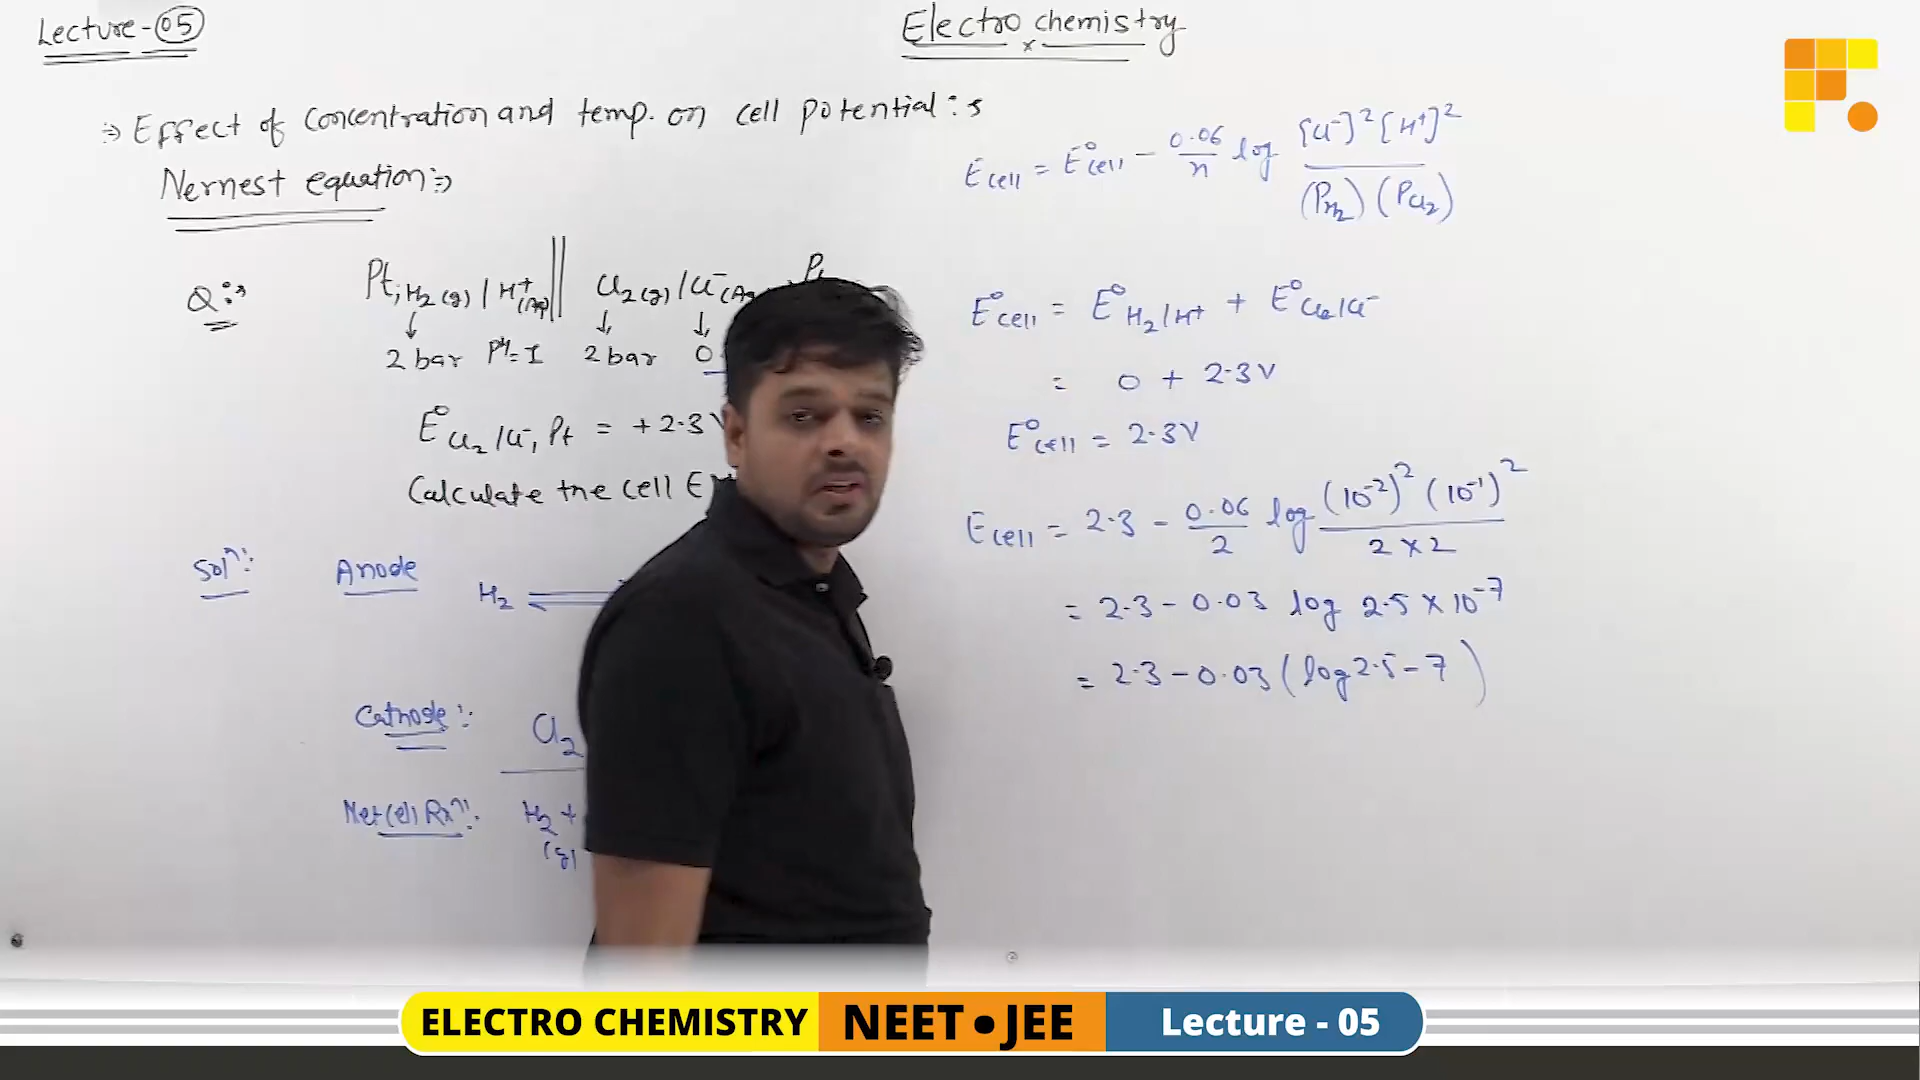 Lecture-05
Electro chemistry
⇒ Effect of concentration and temp. on cell potential:
Nernest equation:⇒
Q:
Pt, H₂(g) / H⁺(Aq) || Cl₂(g) / Cl⁻(Aq)
2 bar PH=1 2 bar 0
E°Cl₂/Cl⁻, Pt = +2.3V
Calculate the cell
Solⁿ: Anode H₂ ⇌
Cathode: Cl₂
Net cell Rxⁿ: H₂ +
(g)
Ecell = E°cell - 0.06/n log [Cl⁻]² [H⁺]² / (PH₂) (PCl₂)
E°cell = E°H₂/H⁺ + E°Cl₂/Cl⁻
= 0 + 2.3V
E°cell = 2.3V
Ecell = 2.3 - 0.06/2 log (10⁻²)² (10⁻¹)² / 2×2
= 2.3 - 0.03 log 2.5 × 10⁻⁷
= 2.3 - 0.03 (log 2.5 - 7)
ELECTRO CHEMISTRY NEET • JEE Lecture - 05